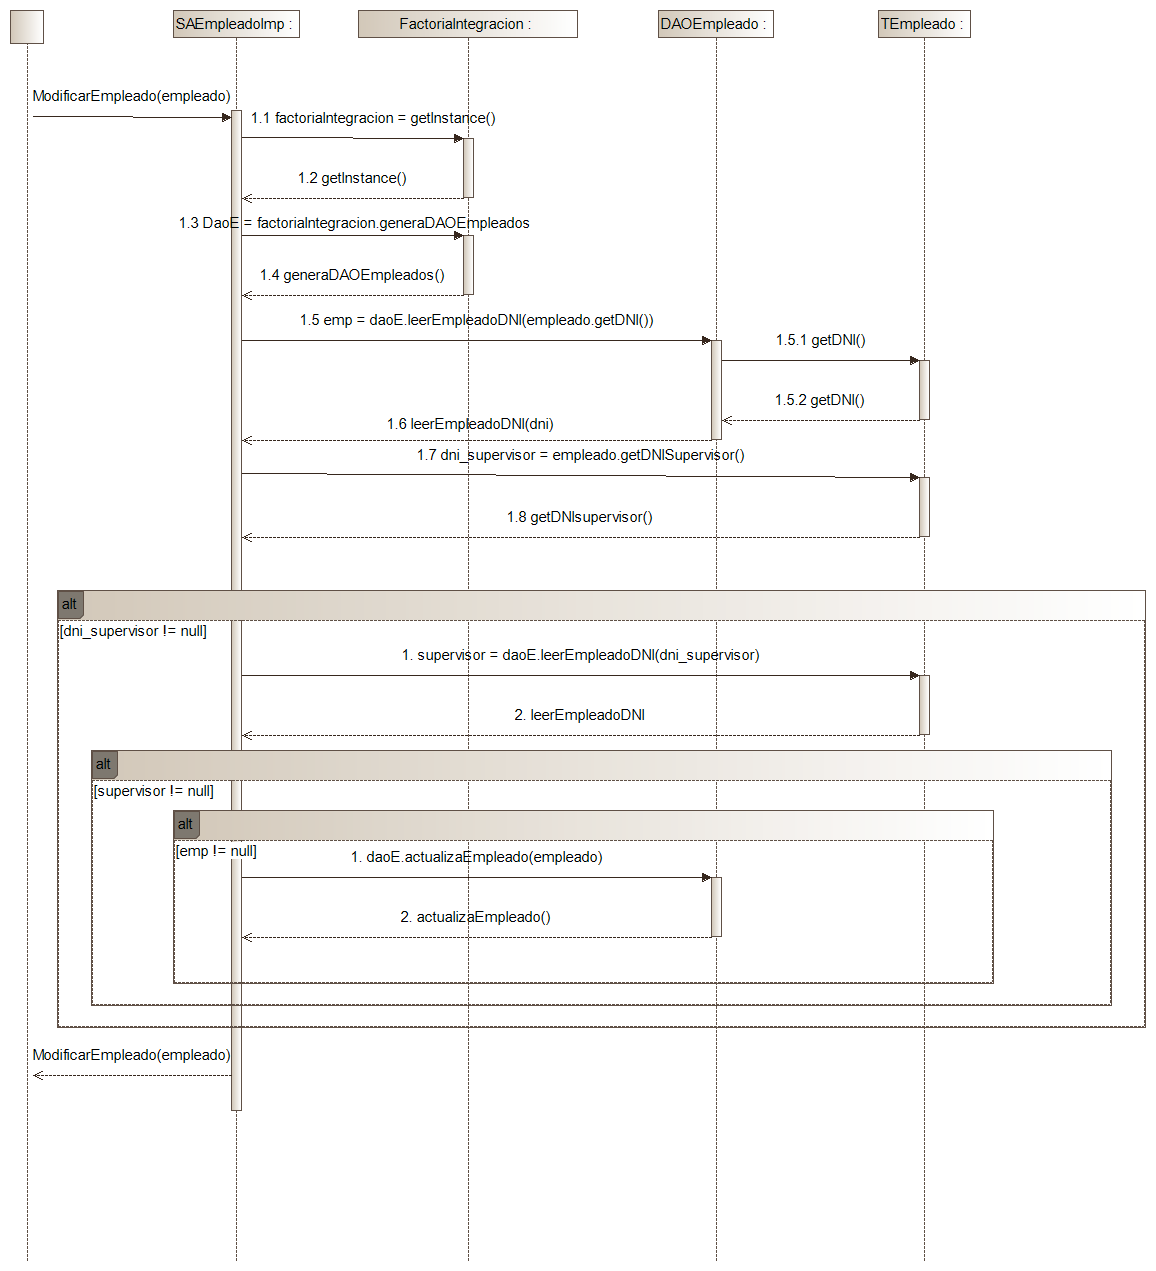 SAEmpleadoImp :
FactoriaIntegracion :
DAOEmpleado :
TEmpleado :
ModificarEmpleado(empleado)
1.1 factoriaIntegracion = getInstance()
1.2 getInstance()
1.3 DaoE = factoriaIntegracion.generaDAOEmpleados
1.4 generaDAOEmpleados()
1.5 emp = daoE.leerEmpleadoDNI(empleado.getDNI())
1.5.1 getDNI()
1.5.2 getDNI()
1.6 leerEmpleadoDNI(dni)
1.7 dni_supervisor = empleado.getDNISupervisor()
1.8 getDNIsupervisor()
alt
[dni_supervisor != null]
1. supervisor = daoE.leerEmpleadoDNI(dni_supervisor)
2. leerEmpleadoDNI
alt
[supervisor != null]
alt
[emp != null]
1. daoE.actualizaEmpleado(empleado)
2. actualizaEmpleado()
ModificarEmpleado(empleado)